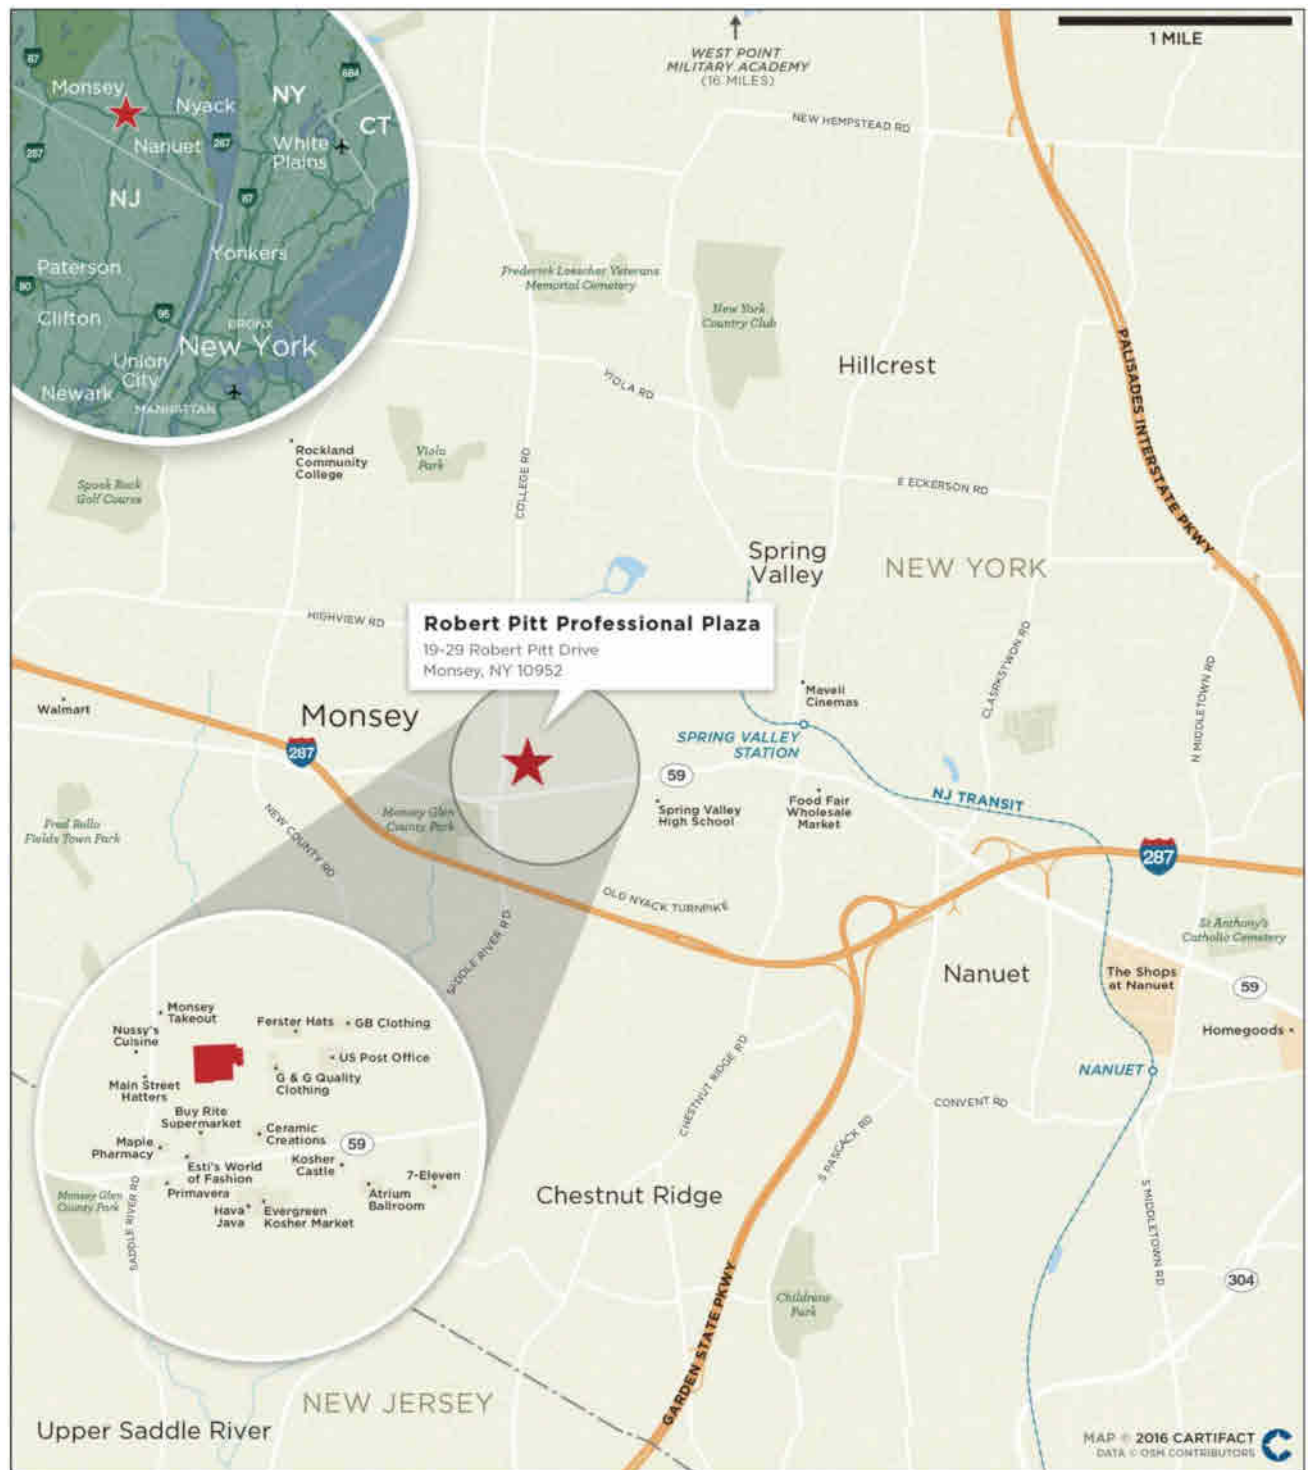 1 MILE
WEST POINT
MILITARY ACADEMY
(16 MILES)
87
Monsey
Nyack
NY
684
CT
287
Nanuet
287
White
Plains
NJ
87
Yonkers
Paterson
80
95
Clifton
BRONX
New York
Union
City
Newark
MANHATTAN
NEW HEMPSTEAD RD
Frederick Loescher Veterans
Memorial Cemetery
New York
Country Club
PALISADES INTERSTATE PKWY
Hillcrest
VIOLA RD
Rockland
Community
College
Viola
Park
COLLEGE RD
Spook Rock
Golf Course
E ECKERSON RD
Spring
Valley
NEW YORK
HIGHVIEW RD
Robert Pitt Professional Plaza
19-29 Robert Pitt Drive
Monsey, NY 10952
CLASRKSTWON RD
N MIDDLETOWN RD
Walmart
Monsey
287
Maveli
Cinemas
SPRING VALLEY
STATION
59
NJ TRANSIT
Spring Valley
High School
Food Fair
Wholesale
Market
Monsey Glen
County Park
NEW COUNTY RD
Fred Rella
Fields Town Park
287
OLD NYACK TURNPIKE
SADDLE RIVER RD
St Anthony's
Catholic Cemetery
Nanuet
The Shops
at Nanuet
59
Homegoods
NANUET
CHESTNUT RIDGE RD
CONVENT RD
S PASCACK RD
Monsey
Takeout
Nussy's
Cuisine
Ferster Hats
GB Clothing
US Post Office
G & G Quality
Clothing
Main Street
Hatters
Buy Rite
Supermarket
Ceramic
Creations
59
Maple
Pharmacy
Esti's World
of Fashion
Kosher
Castle
7-Eleven
Primavera
Atrium
Ballroom
Monsey Glen
County Park
SADDLE RIVER RD
Hava
Java
Evergreen
Kosher Market
Chestnut Ridge
S MIDDLETOWN RD
304
Childrens
Park
GARDEN STATE PKWY
NEW JERSEY
Upper Saddle River
MAP © 2016 CARTIFACT
DATA © OSM CONTRIBUTORS